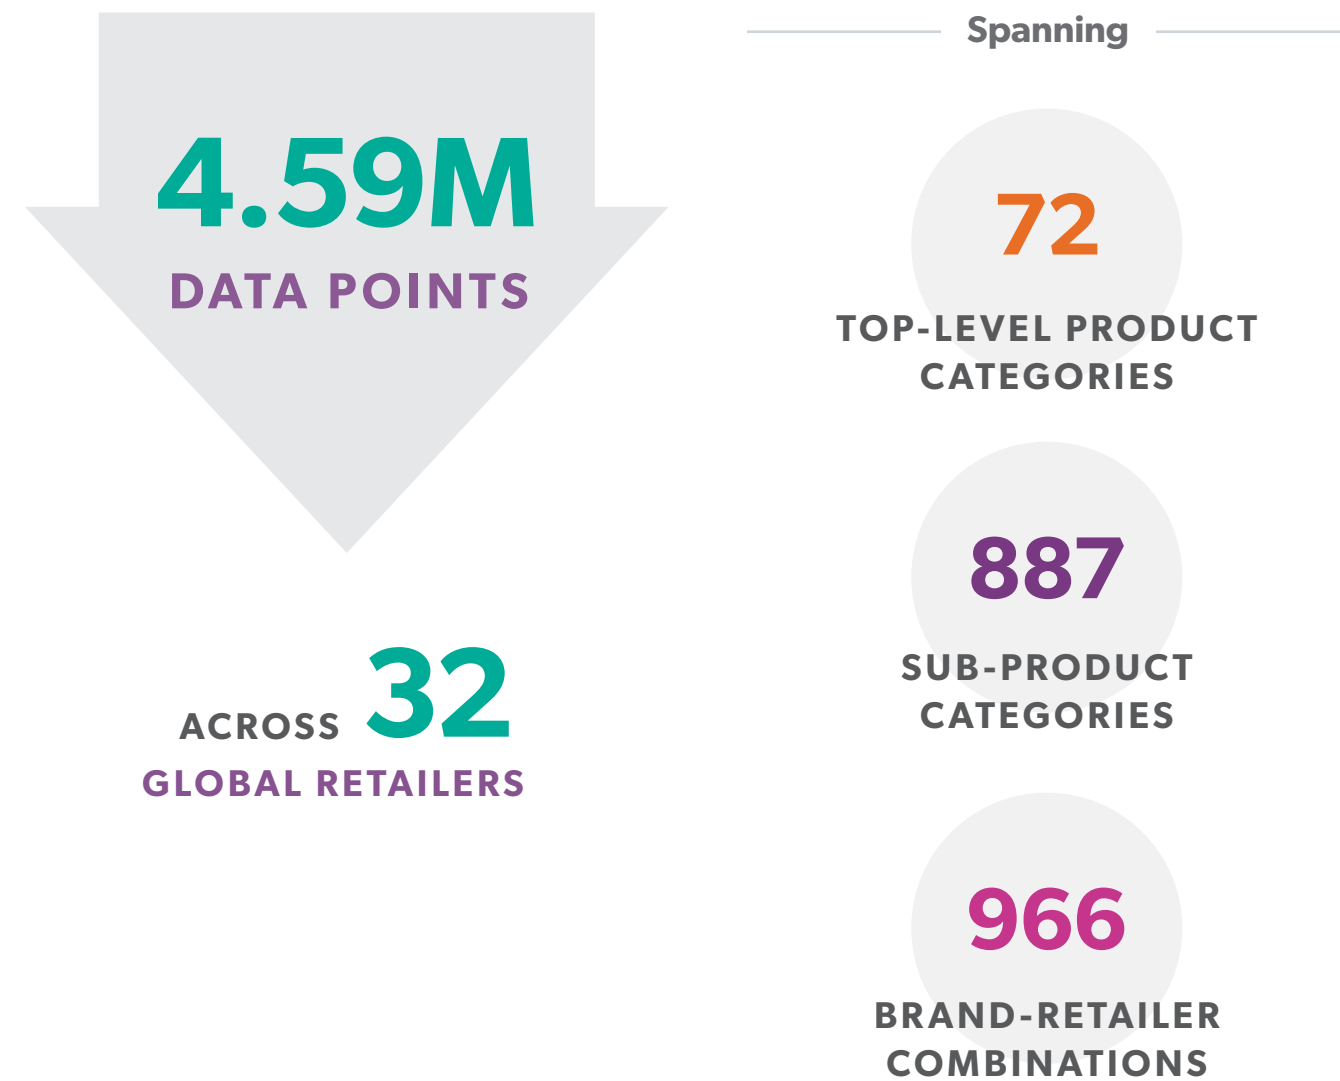 4.59M
DATA POINTS
ACROSS 32
GLOBAL RETAILERS
Spanning
72
TOP-LEVEL PRODUCT
CATEGORIES
887
SUB-PRODUCT
CATEGORIES
966
BRAND-RETAILER
COMBINATIONS